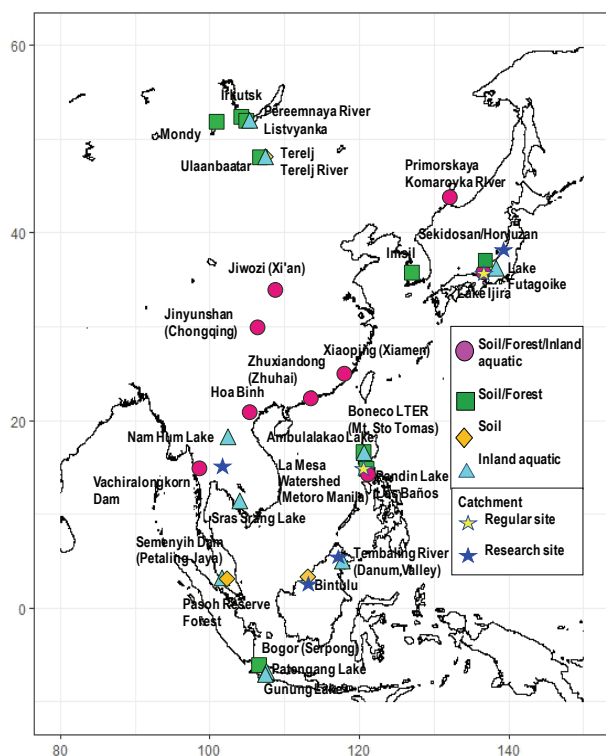 60
40
20
0
80
100
120
140
Irkutsk
Pereemnaya River
Listvyanka
Mondy
Ulaanbaatar
Terelj
Terelj River
Primorskaya
Komarovka River
Sekidosan/Horyuzan
Imsil
Lake
Futagoike
Lake Ijira
Jiwozi (Xi'an)
Jinyunshan
(Chongqing)
Xiaoping (Xiamen)
Zhuxiandong
(Zhuhai)
Hoa Binh
Boneco LTER
(Mt. Sto Tomas)
Nam Hum Lake
Ambulalakao Lake
Vachiralongkorn
Dam
La Mesa
Watershed
(Metoro Manila)
Pandin Lake
Los Baños
Sras Srang Lake
Semenyih Dam
(Petaling Jaya)
Tembaling River
(Danum Valley)
Bintulu
Pasoh Reserve
Forest
Bogor (Serpong)
Patengang Lake
Gunung Lake
Soil/Forest/Inland
aquatic
Soil/Forest
Soil
Inland aquatic
Catchment
Regular site
Research site